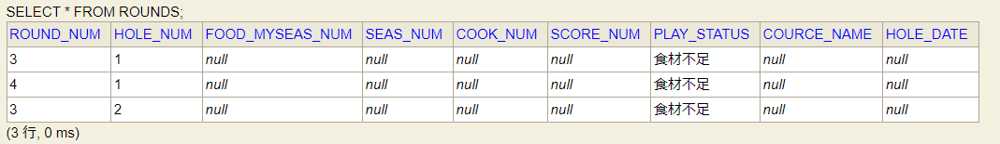 SELECT * FROM ROUNDS;
ROUND_NUM HOLE_NUM FOOD_MYSEAS_NUM SEAS_NUM COOK_NUM SCORE_NUM PLAY_STATUS COURCE_NAME HOLE_DATE
3 1 null null null null 食材不足 null null
4 1 null null null null 食材不足 null null
3 2 null null null null 食材不足 null null
(3 行, 0 ms)